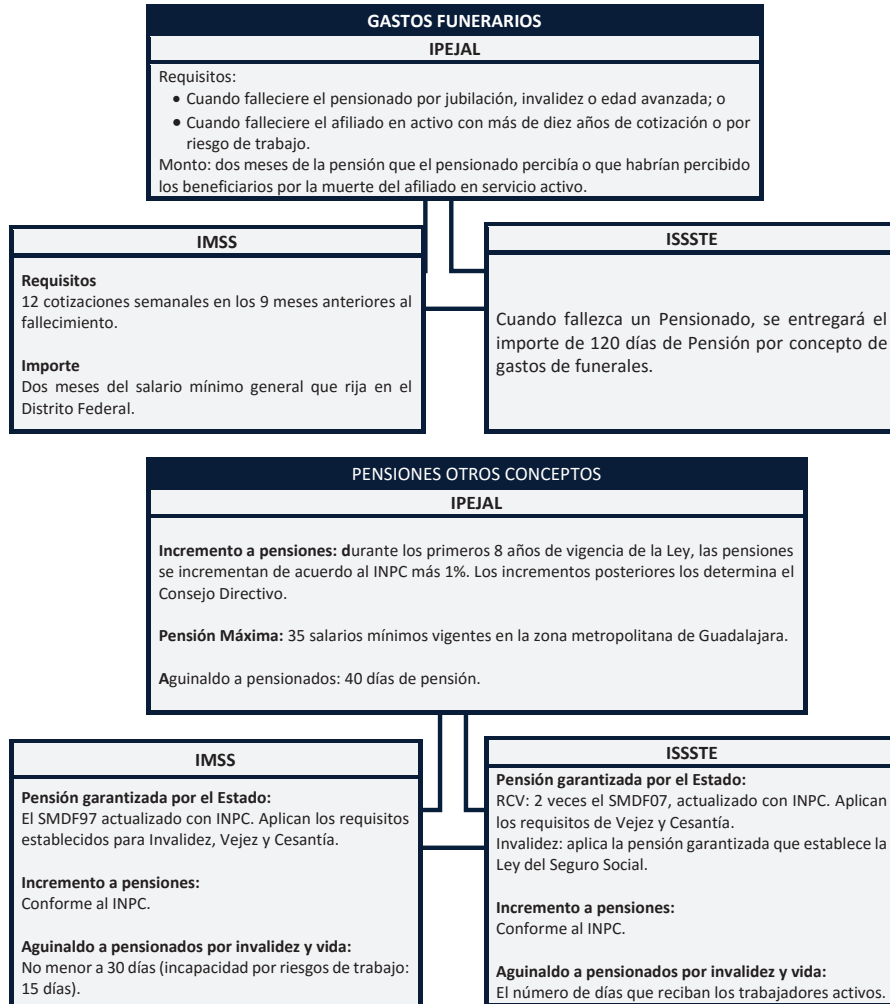 GASTOS FUNERARIOS
IPEJAL
Requisitos:
• Cuando falleciere el pensionado por jubilación, invalidez o edad avanzada; o
• Cuando falleciere el afiliado en activo con más de diez años de cotización o por
riesgo de trabajo.
Monto: dos meses de la pensión que el pensionado percibía o que habrían percibido
los beneficiarios por la muerte del afiliado en servicio activo.
IMSS
Requisitos
12 cotizaciones semanales en los 9 meses anteriores al
fallecimiento.
Importe
Dos meses del salario mínimo general que rija en el
Distrito Federal.
ISSSTE
Cuando fallezca un Pensionado, se entregará el
importe de 120 días de Pensión por concepto de
gastos de funerales.
PENSIONES OTROS CONCEPTOS
IPEJAL
Incremento a pensiones: durante los primeros 8 años de vigencia de la Ley, las pensiones
se incrementan de acuerdo al INPC más 1%. Los incrementos posteriores los determina el
Consejo Directivo.
Pensión Máxima: 35 salarios mínimos vigentes en la zona metropolitana de Guadalajara.
Aguinaldo a pensionados: 40 días de pensión.
IMSS
Pensión garantizada por el Estado:
El SMDF97 actualizado con INPC. Aplican los requisitos
establecidos para Invalidez, Vejez y Cesantía.
Incremento a pensiones:
Conforme al INPC.
Aguinaldo a pensionados por invalidez y vida:
No menor a 30 días (incapacidad por riesgos de trabajo:
15 días).
ISSSTE
Pensión garantizada por el Estado:
RCV: 2 veces el SMDF07, actualizado con INPC. Aplican
los requisitos de Vejez y Cesantía.
Invalidez: aplica la pensión garantizada que establece la
Ley del Seguro Social.
Incremento a pensiones:
Conforme al INPC.
Aguinaldo a pensionados por invalidez y vida:
El número de días que reciban los trabajadores activos.